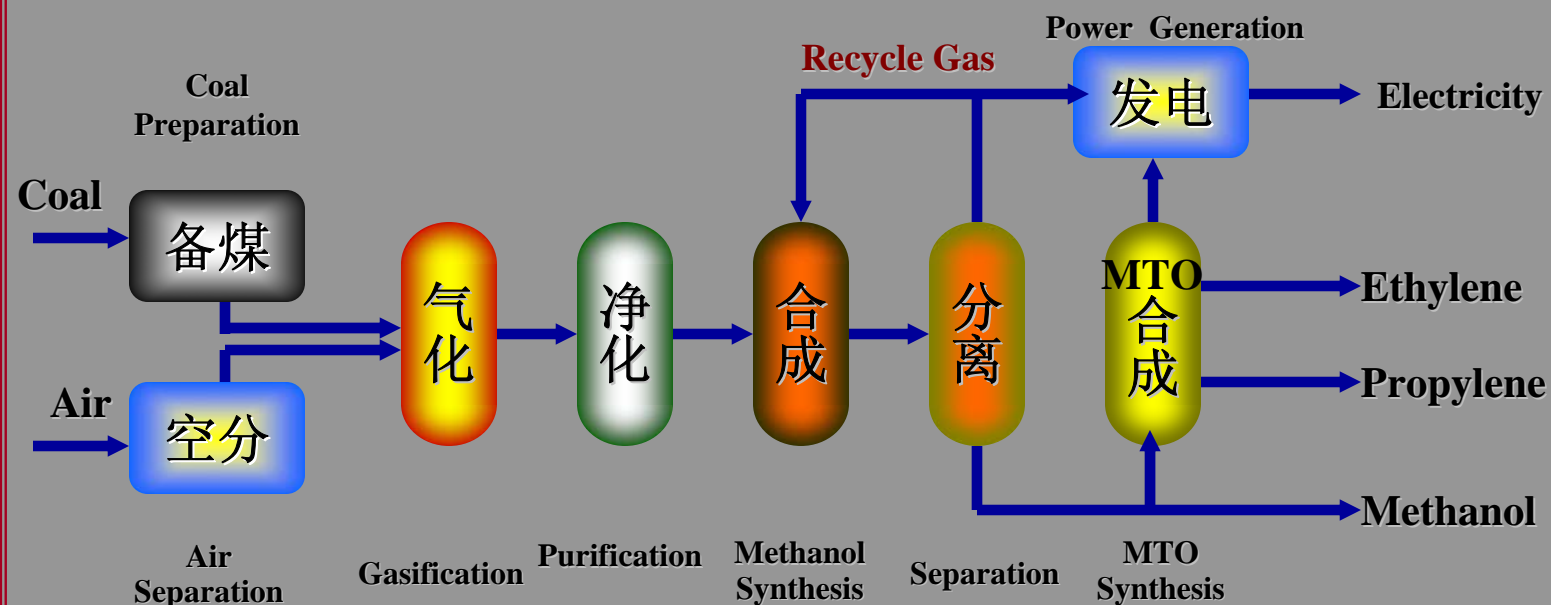 Power Generation
Recycle Gas
发电
Electricity
Coal
Preparation
Coal
备煤
气
化
净
化
合
成
分
离
MTO
合
成
Ethylene
Propylene
Air
空分
Methanol
Air
Separation
Gasification
Purification
Methanol
Synthesis
Separation
MTO
Synthesis